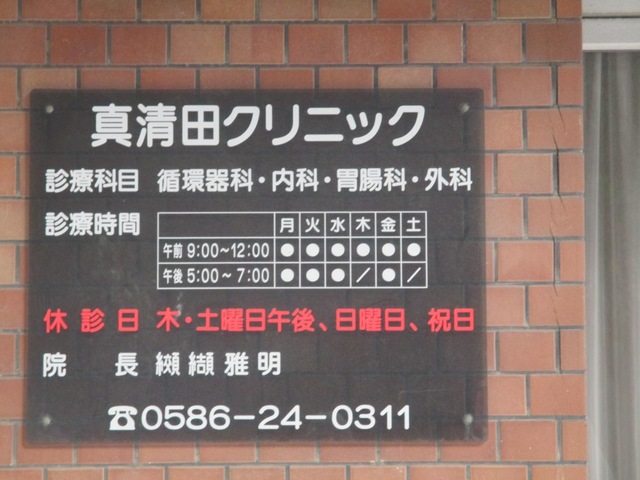 真清田クリニック
診療科目 循環器科・内科・胃腸科・外科
診療時間
月 火 水 木 金 土
午前 9:00~12:00 ● ● ● ● ● ●
午後 5:00~ 7:00 ● ● ● / ● /
休診日 木・土曜日午後、日曜日、祝日
院長 纐纈雅明
☎0586-24-0311